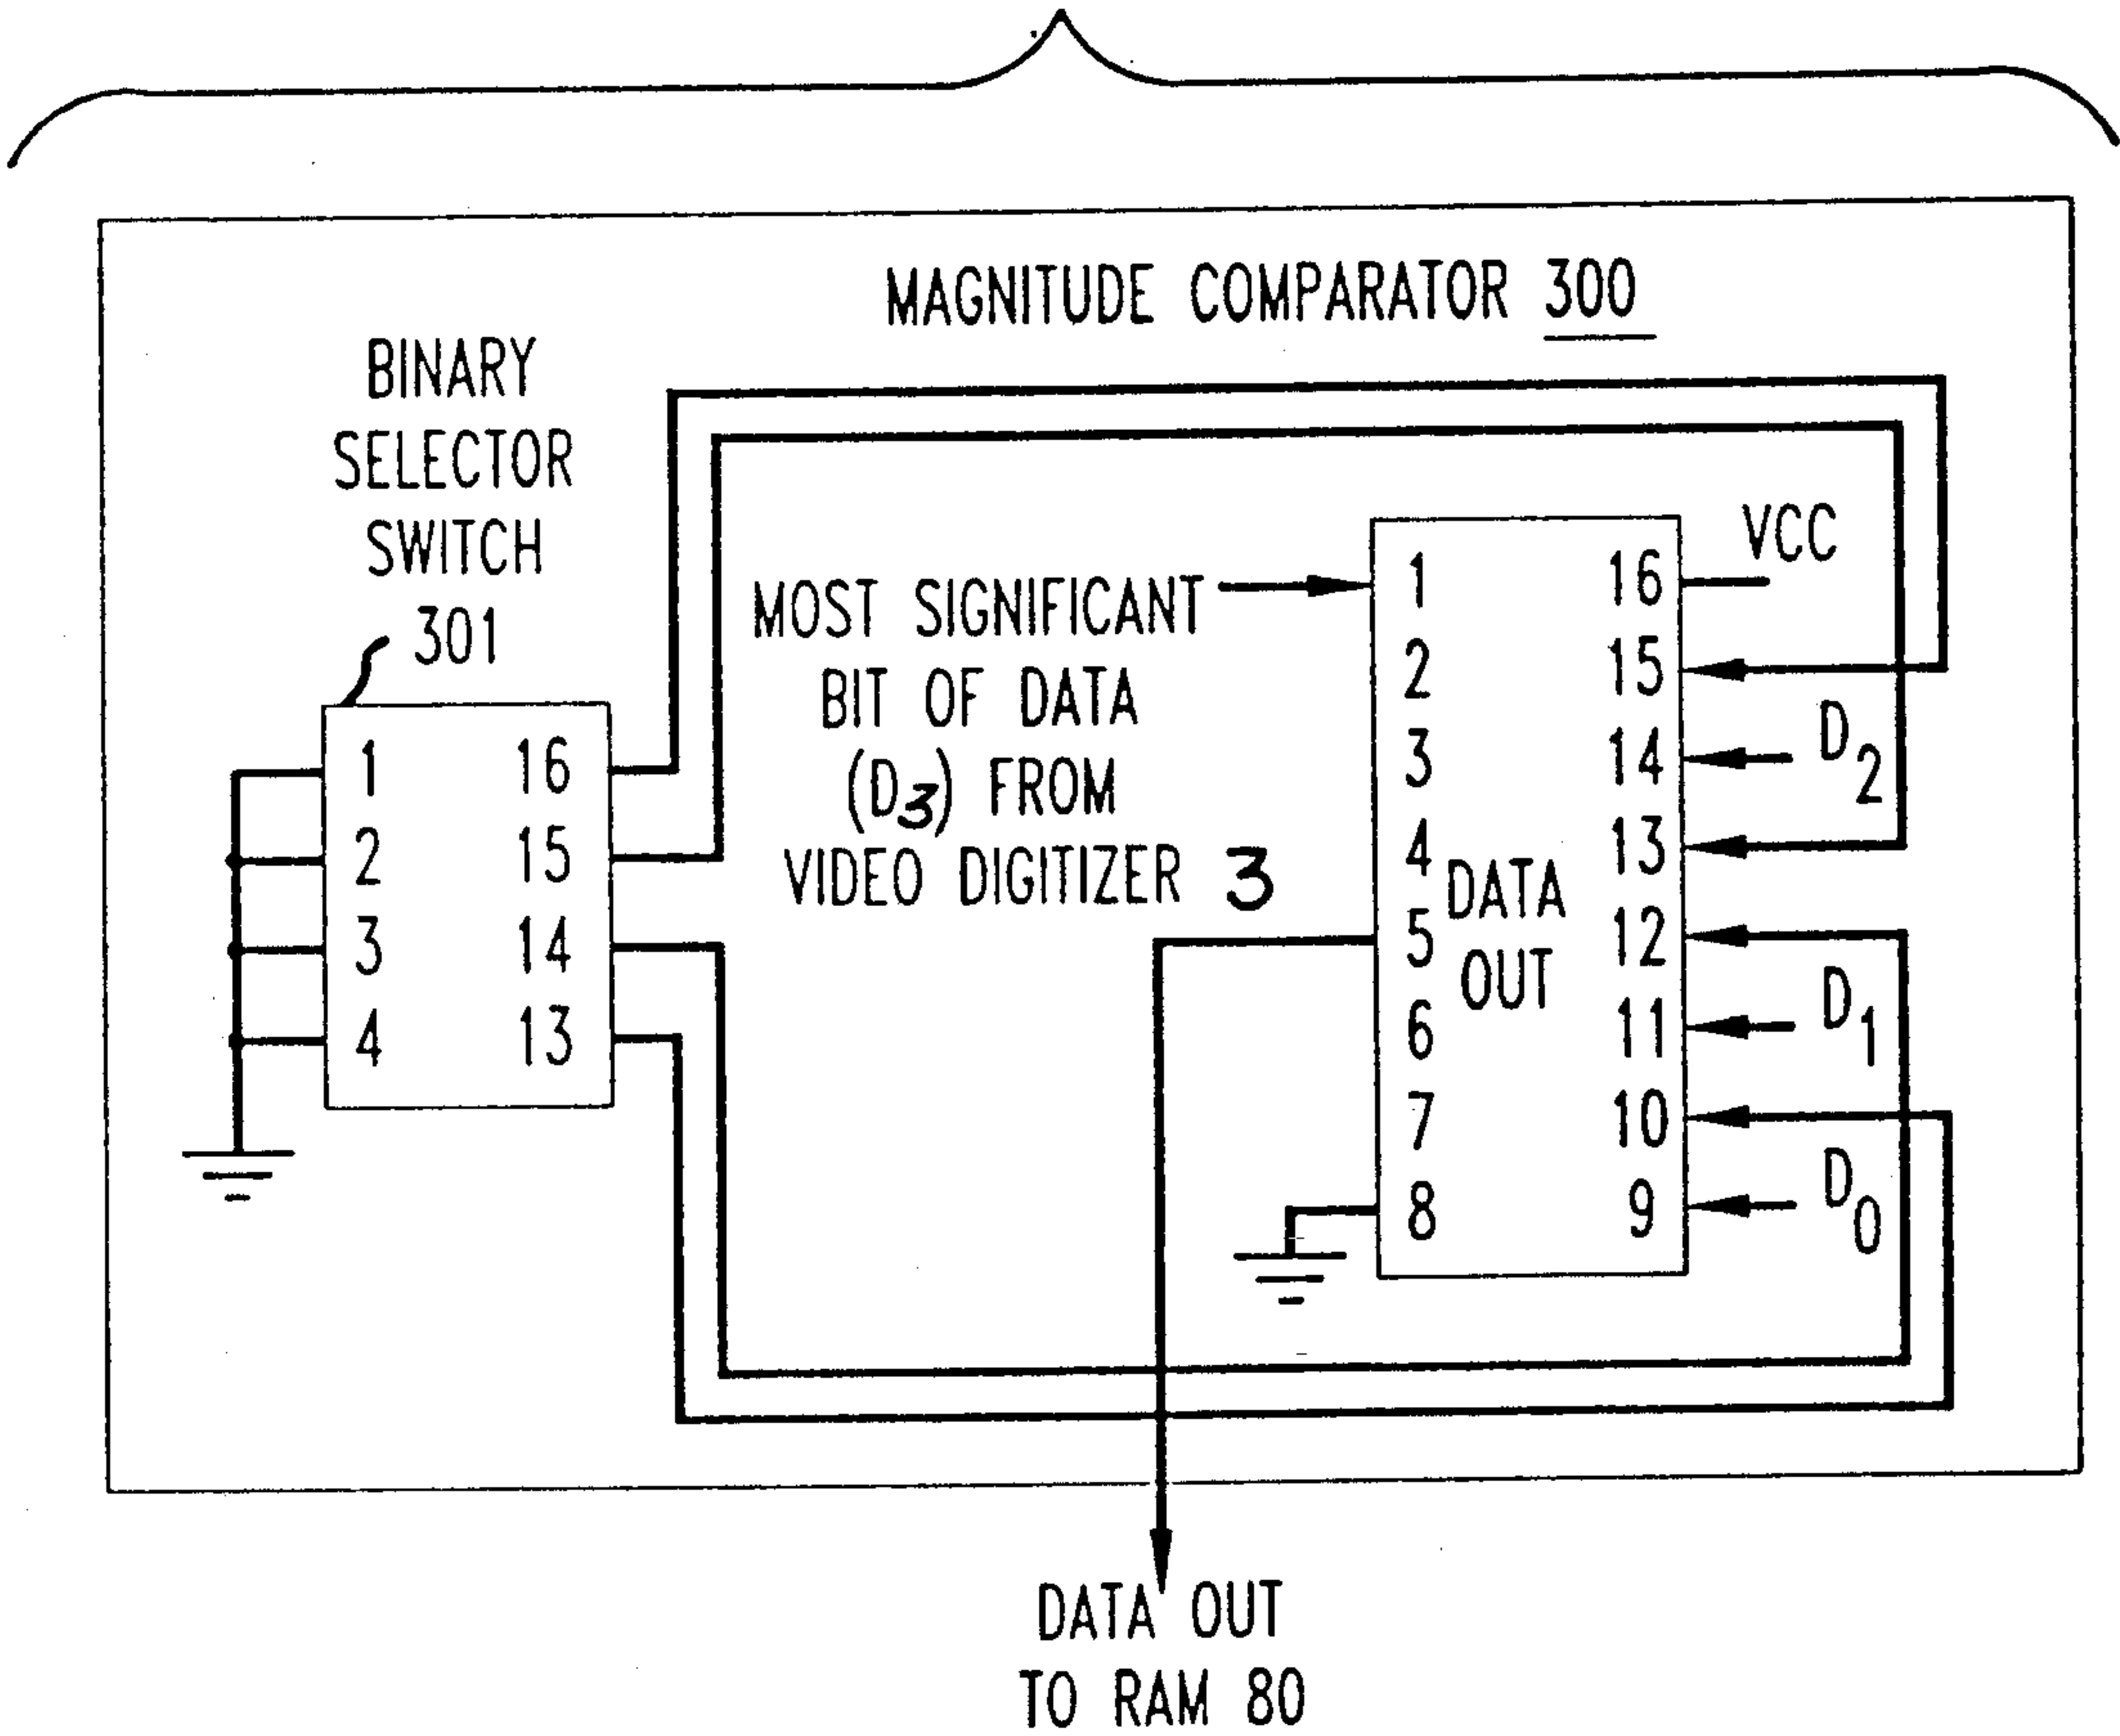 MAGNITUDE COMPARATOR 300
BINARY
SELECTOR
SWITCH
301
1 16
2 15
3 14
4 13
MOST SIGNIFICANT
BIT OF DATA
(D3) FROM
VIDEO DIGITIZER 3
1 16
2 15
3 14
4 13
5 12
6 11
7 10
8 9
DATA
OUT
VCC
D2
D1
D0
DATA OUT
TO RAM 80